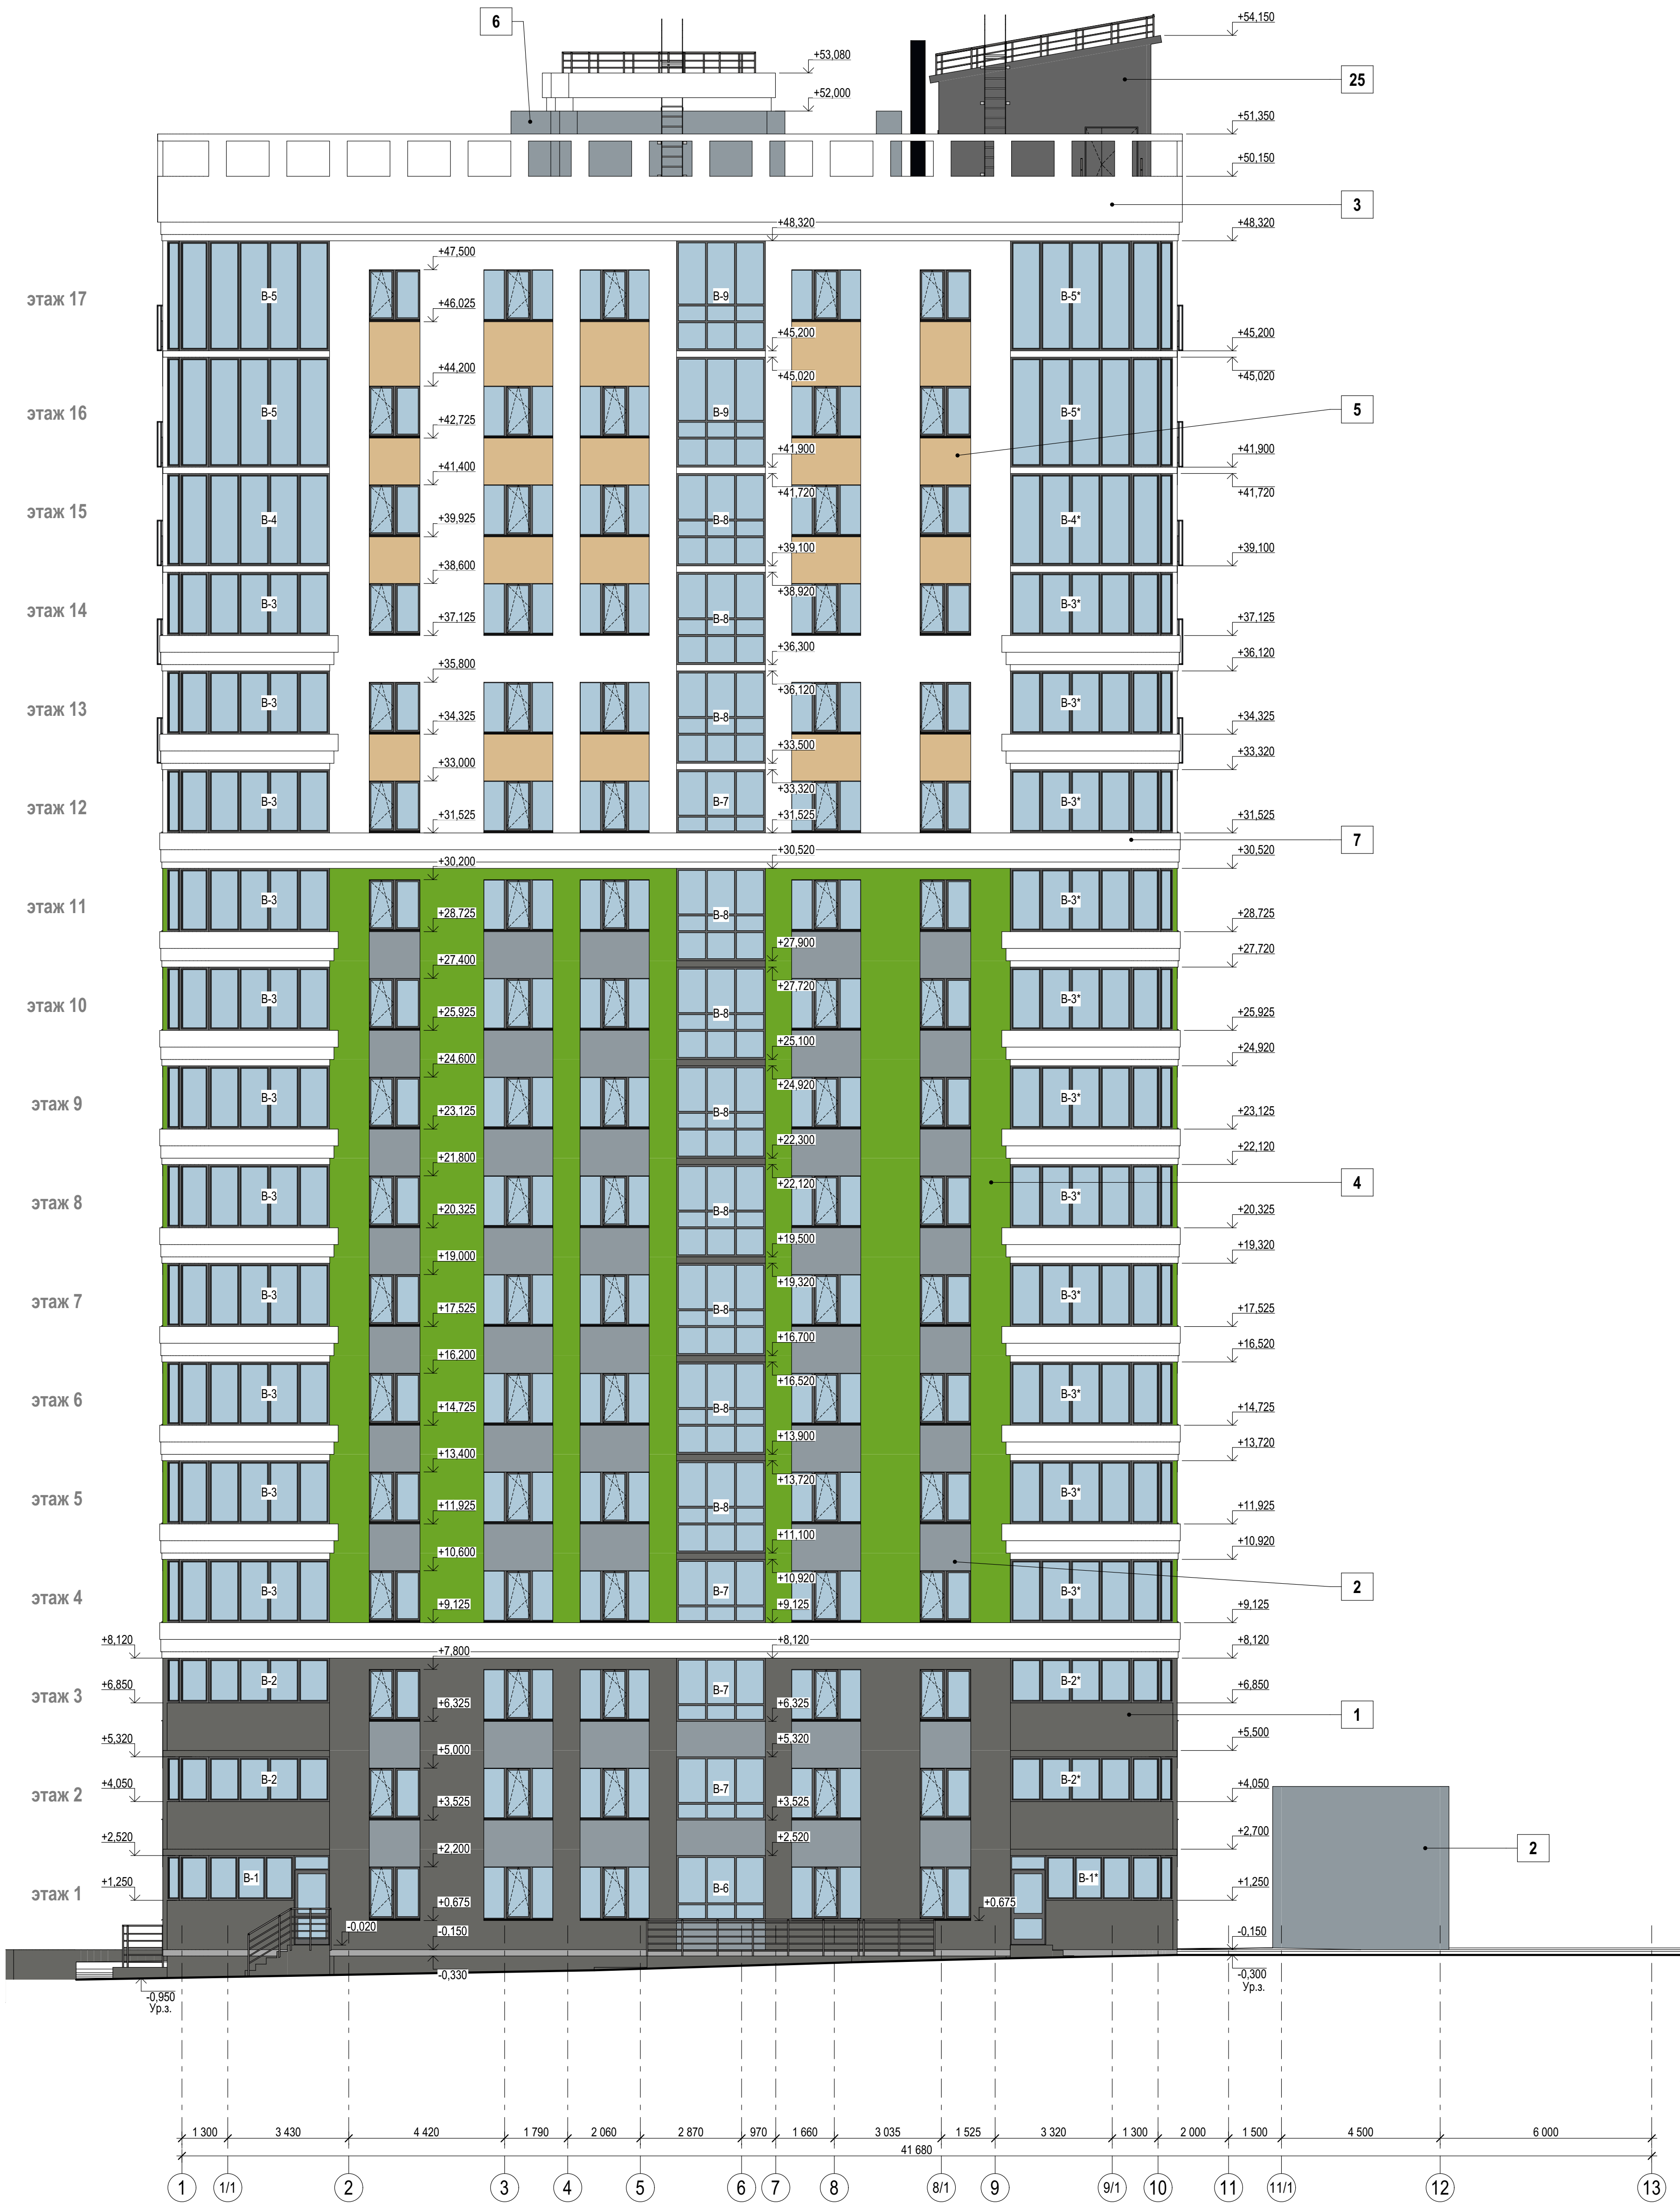 6
+54,150
+53,080
25
+52,000
+51,350
+50,150
3
+48,320 +48,320
+47,500
этаж 17 В-5 В-9 В-5*
+46,025
+45,200 +45,200
+44,200 +45,020 +45,020
этаж 16 В-5 В-9 В-5* 5
+42,725
+41,900 +41,900
+41,400
+41,720 +41,720
этаж 15 В-4 В-8 В-4*
+39,925
+39,100 +39,100
+38,600
+38,920
этаж 14 В-3 В-8 В-3*
+37,125 +37,125
+36,300
+35,800 +36,120
+36,120
этаж 13 В-3 В-8 В-3*
+34,325 +34,325
+33,500
+33,000 +33,320
+33,320
этаж 12 В-3 В-7 В-3*
+31,525 +31,525 +31,525
7
+30,200 +30,520 +30,520
этаж 11 В-3 В-8 В-3*
+28,725 +28,725
+27,900
+27,400 +27,720
+27,720
этаж 10 В-3 В-8 В-3*
+25,925 +25,925
+25,100
+24,600 +24,920
+24,920
этаж 9 В-3 В-8 В-3*
+23,125 +23,125
+22,300
+21,800 +22,120
+22,120 4
этаж 8 В-3 В-8 В-3*
+20,325 +20,325
+19,500
+19,000 +19,320
+19,320
этаж 7 В-3 В-8 В-3*
+17,525 +17,525
+16,700
+16,200 +16,520
+16,520
этаж 6 В-3 В-8 В-3*
+14,725 +14,725
+13,900
+13,400 +13,720
+13,720
этаж 5 В-3 В-8 В-3*
+11,925 +11,925
+11,100
+10,600 +10,920
+10,920 2
этаж 4 В-3 В-7 В-3*
+9,125 +9,125 +9,125
+8,120 +7,800 +8,120 +8,120
этаж 3 +6,850 В-2 В-7 В-2* +6,850
+6,325 +6,325 1
+5,320 +5,000 +5,320 +5,500
этаж 2 +4,050 В-2 В-7 В-2* +4,050
+3,525 +3,525
+2,520 +2,200 +2,520 +2,700 2
этаж 1 +1,250 В-1 В-6 В-1* +1,250
+0,675 +0,675
-0,020 -0,150 -0,150
-0,330 -0,300
Ур.з.
-0,950
Ур.з.
1 300 3 430 4 420 1 790 2 060 2 870 970 1 660 3 035 1 525 3 320 1 300 2 000 1 500 4 500 6 000
41 680
1 1/1 2 3 4 5 6 7 8 8/1 9 9/1 10 11 11/1 12 13